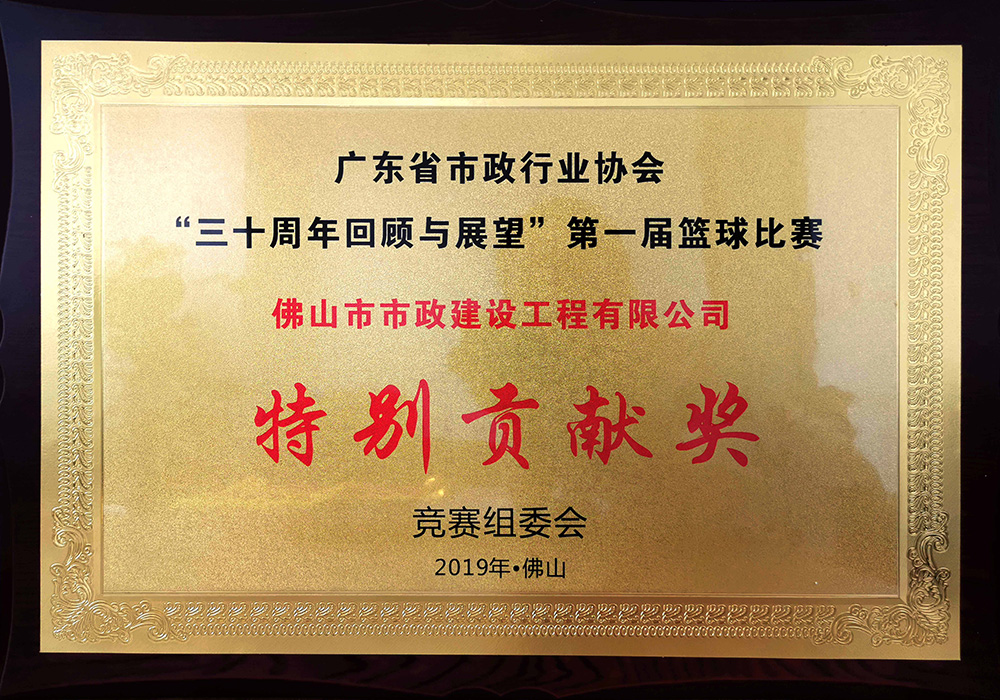 广东省市政行业协会
“三十周年回顾与展望”第一届篮球比赛
佛山市市政建设工程有限公司
特别贡献奖
竞赛组委会
2019年·佛山